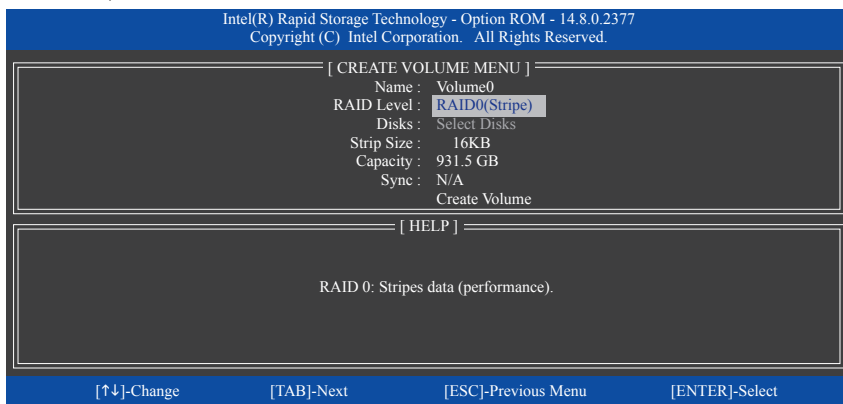 Intel(R) Rapid Storage Technology - Option ROM - 14.8.0.2377
Copyright (C) Intel Corporation. All Rights Reserved.
[ CREATE VOLUME MENU ]
Name : Volume0
RAID Level : RAID0(Stripe)
Disks : Select Disks
Strip Size : 16KB
Capacity : 931.5 GB
Sync : N/A
Create Volume
[ HELP ]
RAID 0: Stripes data (performance).
[↑↓]-Change [TAB]-Next [ESC]-Previous Menu [ENTER]-Select